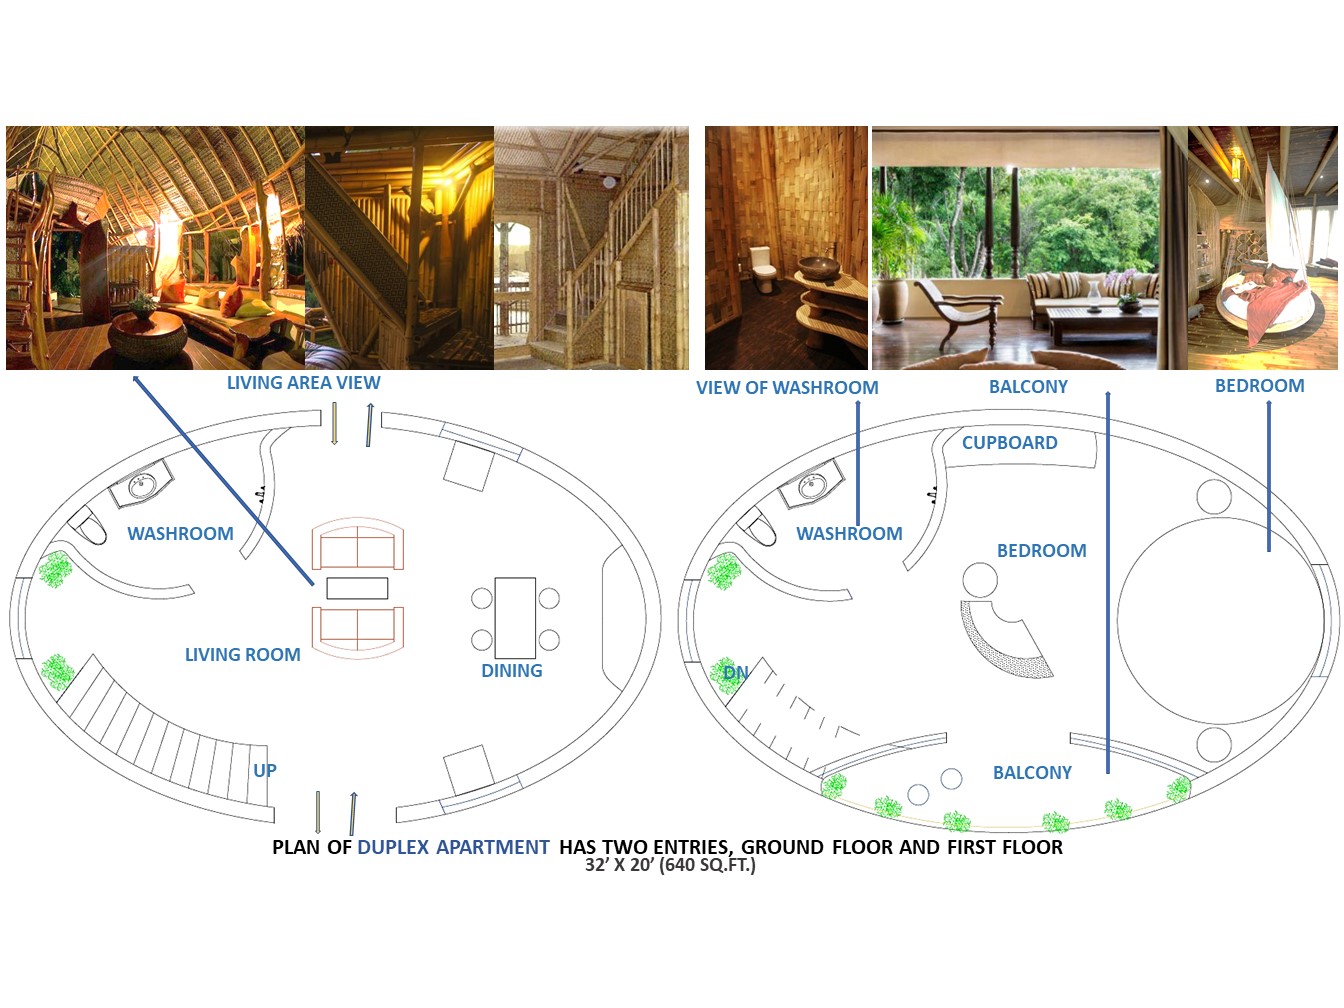 LIVING AREA VIEW
VIEW OF WASHROOM
BALCONY
BEDROOM
CUPBOARD
WASHROOM
WASHROOM
BEDROOM
LIVING ROOM
DINING
DN
UP
BALCONY
PLAN OF DUPLEX APARTMENT HAS TWO ENTRIES, GROUND FLOOR AND FIRST FLOOR
32’ X 20’ (640 SQ.FT.)